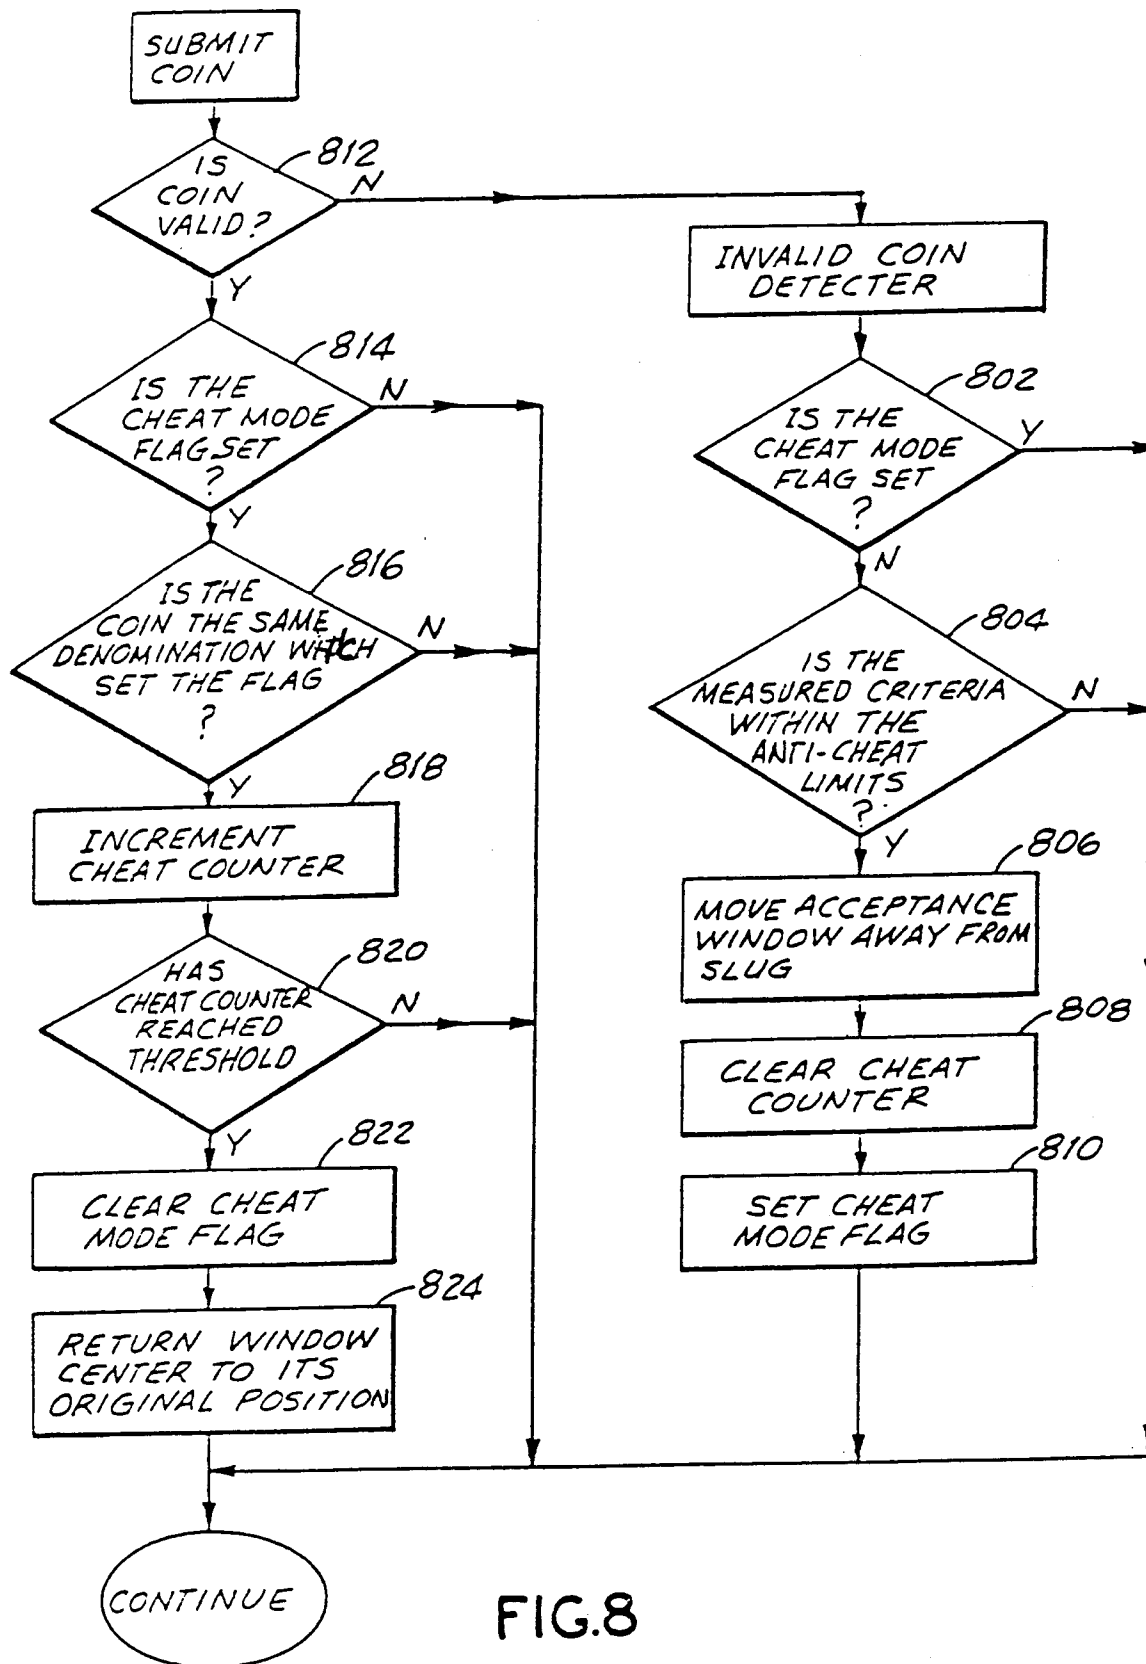 SUBMIT
COIN
812
IS
COIN
VALID?
N
Y
814
IS THE
CHEAT MODE
FLAG SET
?
N
Y
816
IS THE
COIN THE SAME
DENOMINATION WHICH
SET THE FLAG
?
N
Y
818
INCREMENT
CHEAT COUNTER
820
HAS
CHEAT COUNTER
REACHED
THRESHOLD
N
Y
822
CLEAR CHEAT
MODE FLAG
824
RETURN WINDOW
CENTER TO ITS
ORIGINAL POSITION
CONTINUE
INVALID COIN
DETECTER
802
IS THE
CHEAT MODE
FLAG SET
?
Y
N
804
IS THE
MEASURED CRITERIA
WITHIN THE
ANTI-CHEAT
LIMITS
?
N
Y
806
MOVE ACCEPTANCE
WINDOW AWAY FROM
SLUG
808
CLEAR CHEAT
COUNTER
810
SET CHEAT
MODE FLAG
FIG.8